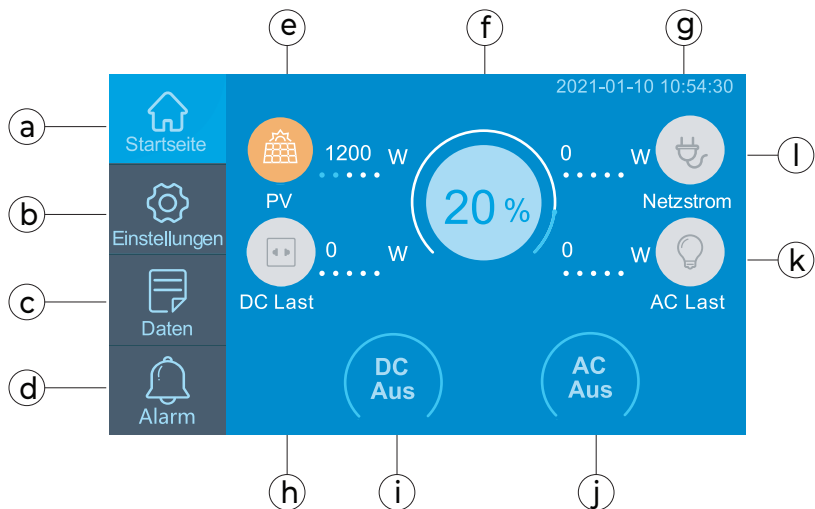 e f g
2021-01-10 10:54:30
a
Startseite
1200 W
0 W
l
PV
20 %
Netzstrom
b
Einstellungen
0 W
0 W
k
DC Last
AC Last
c
Daten
DC
Aus
AC
Aus
d
Alarm
h i j